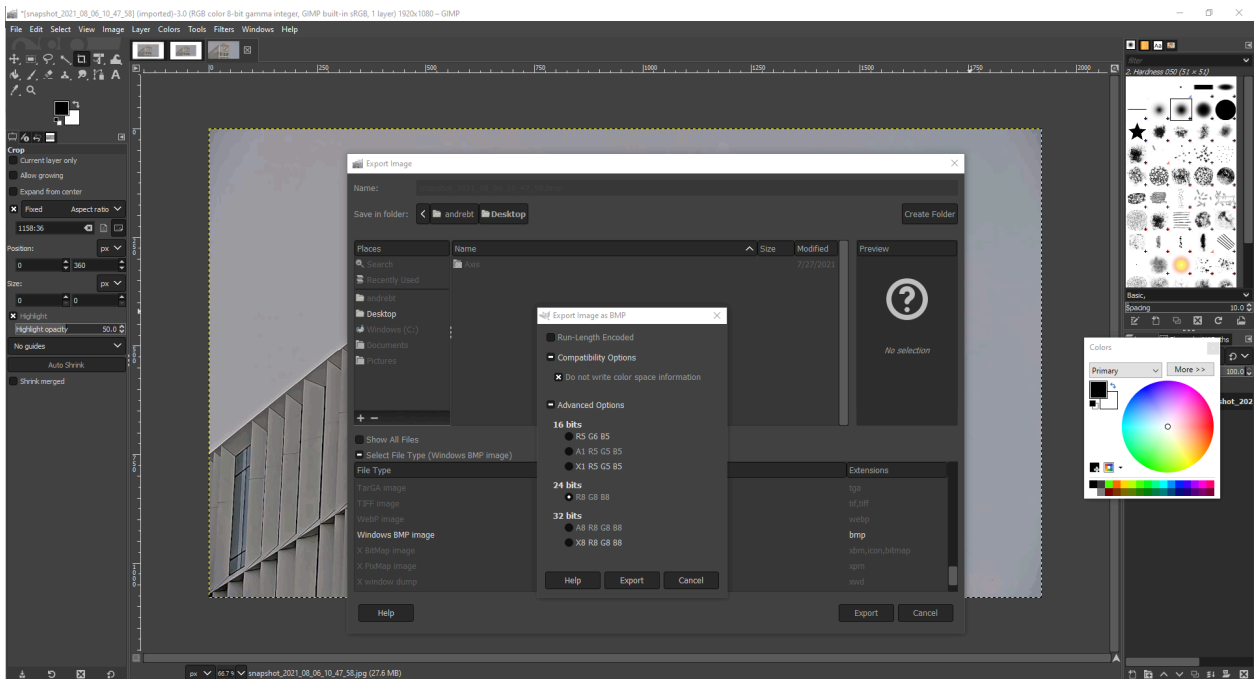 *[snapshot_2021_08_06_10_47_58] (imported)-3.0 (RGB color 8-bit gamma integer, GIMP built-in sRGB, 1 layer) 1920x1080 – GIMP
File Edit Select View Image Layer Colors Tools Filters Windows Help
0 250 500 750 1000 1250 1500 1750 2000
filter
2. Hardness 050 (51 × 51)
Crop
Current layer only
Allow growing
Expand from center
Fixed Aspect ratio
1158:36
Position: px
0 360
Size: px
0 0
Highlight
Highlight opacity 50.0
No guides
Auto Shrink
Shrink merged
Export Image
Name:
Save in folder: andrebt Desktop Create Folder
Places Name Size Modified Preview
Search Axe 7/27/2021
Recently Used
andrebt
Desktop
Windows (C:)
Documents
Pictures
No selection
Show All Files
Select File Type (Windows BMP image)
File Type Extensions
TarGA image tga
TIFF image tif,tiff
WebP image webp
Windows BMP image bmp
X BitMap image xbm,icon,bitmap
X PixMap image xpm
X window dump xwd
Help Export Cancel
Export Image as BMP
Run-Length Encoded
Compatibility Options
Do not write color space information
Advanced Options
16 bits
R5 G6 B5
A1 R5 G5 B5
X1 R5 G5 B5
24 bits
R8 G8 B8
32 bits
A8 R8 G8 B8
X8 R8 G8 B8
Help Export Cancel
Basic,
Spacing 10.0
100.0
Colors
Primary More >>
px 66.7 % snapshot_2021_08_06_10_47_58.jpg (27.6 MB)